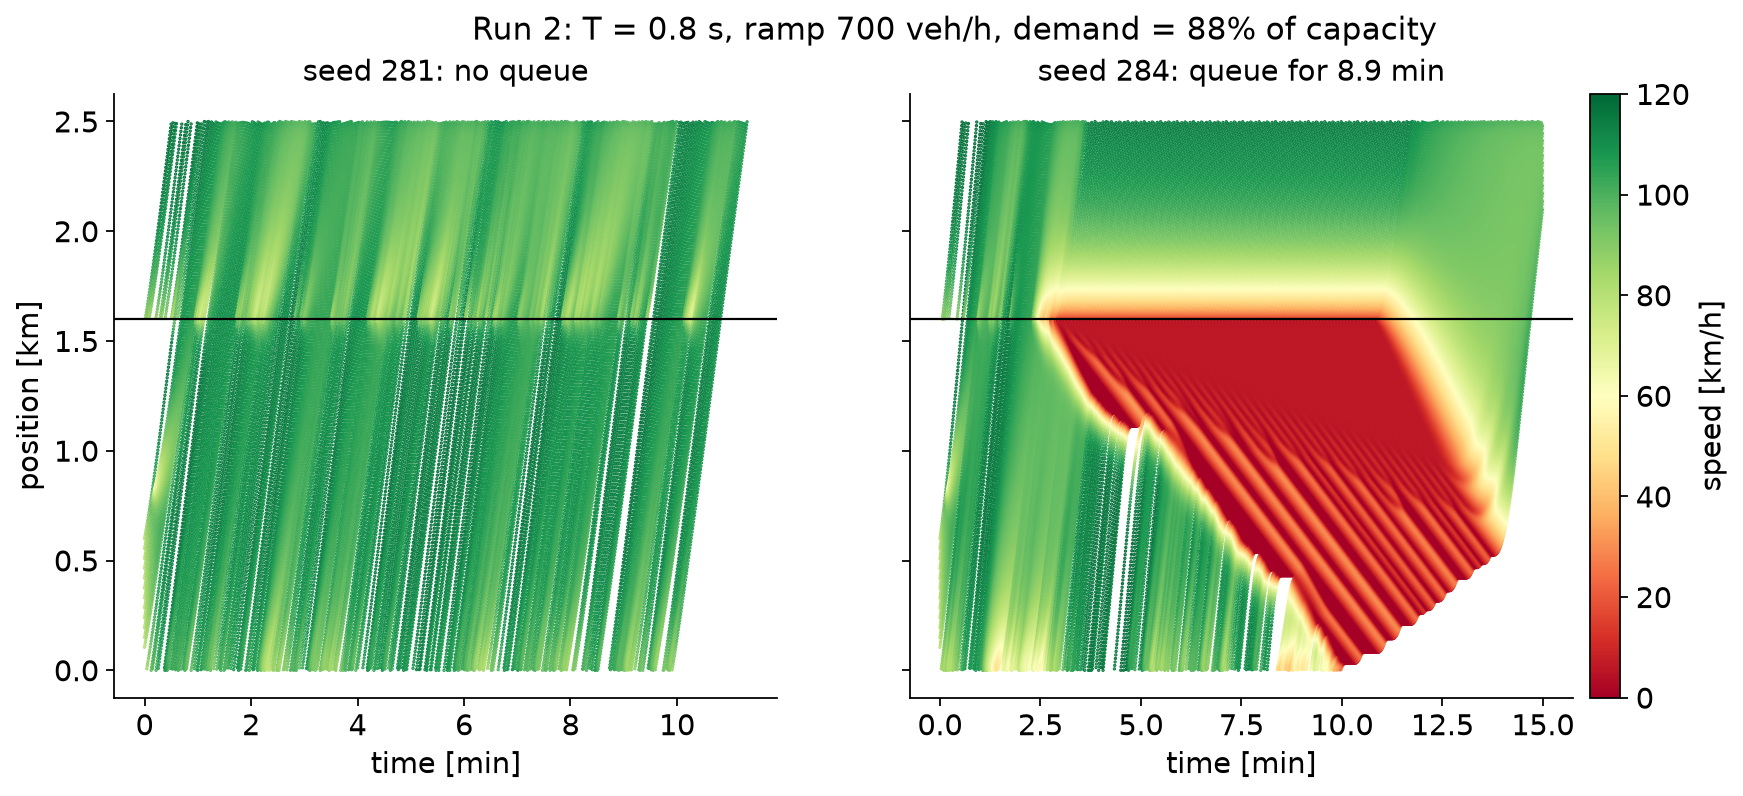 Run 2: T = 0.8 s, ramp 700 veh/h, demand = 88% of capacity
seed 281: no queue
seed 284: queue for 8.9 min
position [km]
2.5
2.0
1.5
1.0
0.5
0.0
0 2 4 6 8 10
time [min]
0.0 2.5 5.0 7.5 10.0 12.5 15.0
time [min]
120
100
80
60
40
20
0
speed [km/h]